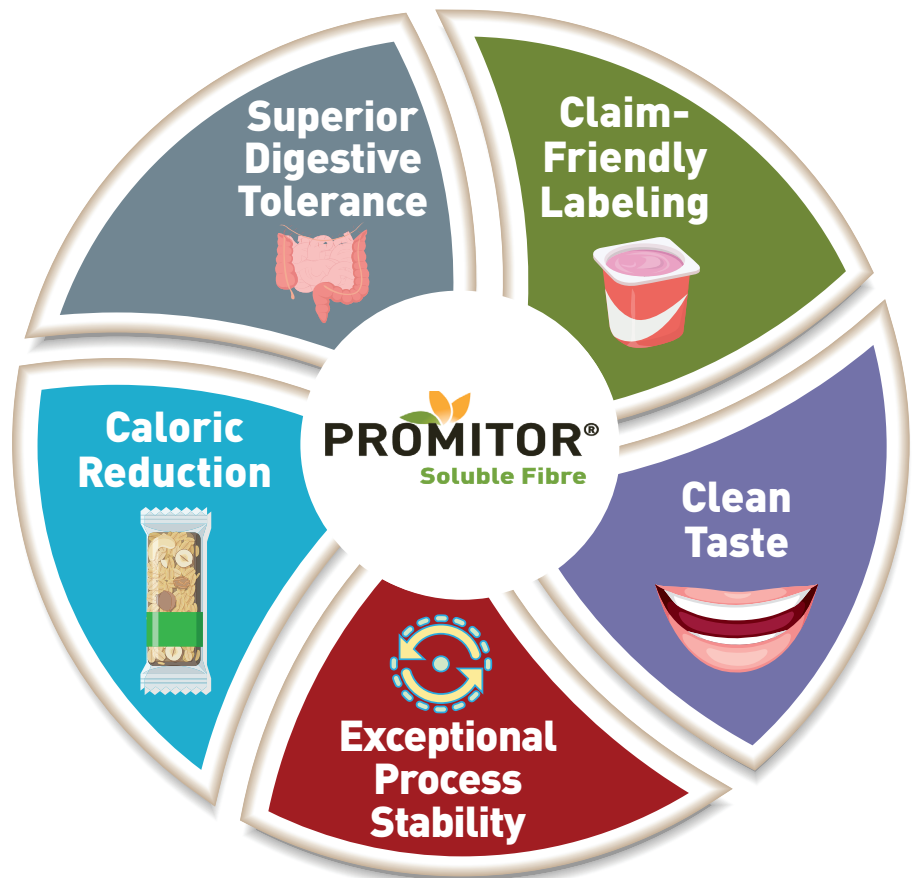 Superior
Digestive
Tolerance
Claim-
Friendly
Labeling
Caloric
Reduction
PROMITOR®
Soluble Fibre
Clean
Taste
Exceptional
Process
Stability